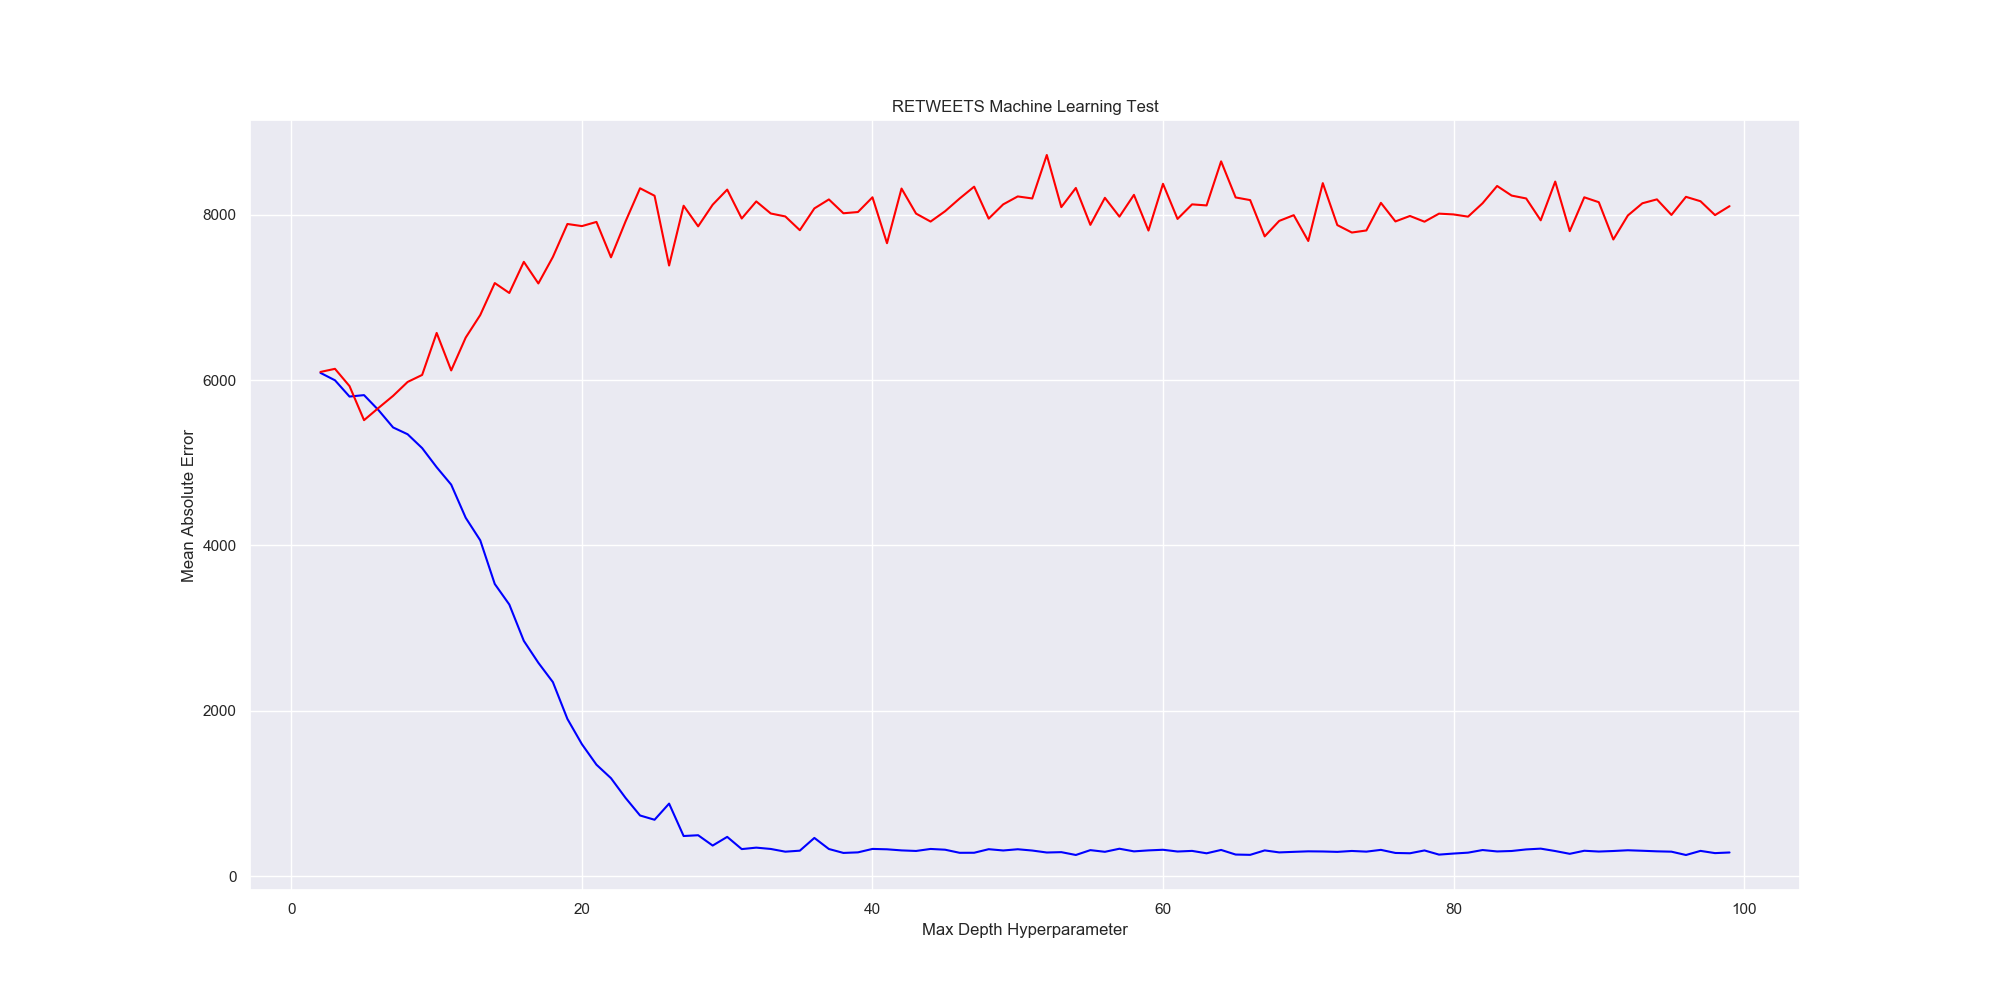 RETWEETS Machine Learning Test
8000
6000
4000
2000
0
Mean Absolute Error
0 20 40 60 80 100
Max Depth Hyperparameter